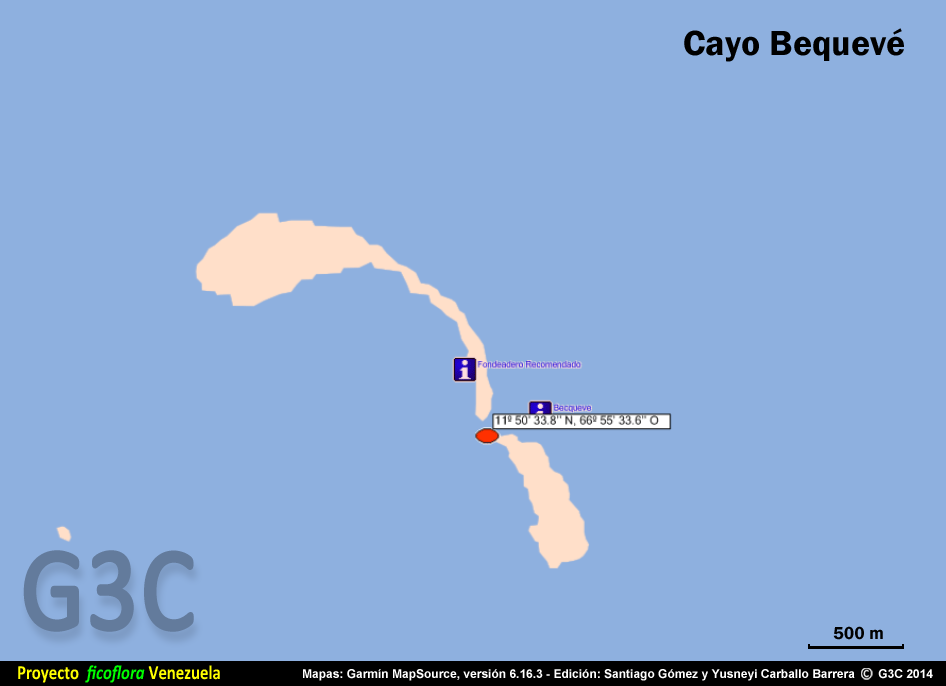 Cayo Bequevé
Fondeadero Recomendado
Becqueve
11º 50' 33.8'' N, 66º 55' 33.6'' O
G3C
500 m
Proyecto ficoflora Venezuela
Mapas: Garmin MapSource, versión 6.16.3 - Edición: Santiago Gómez y Yusneyi Carballo Barrera © G3C 2014